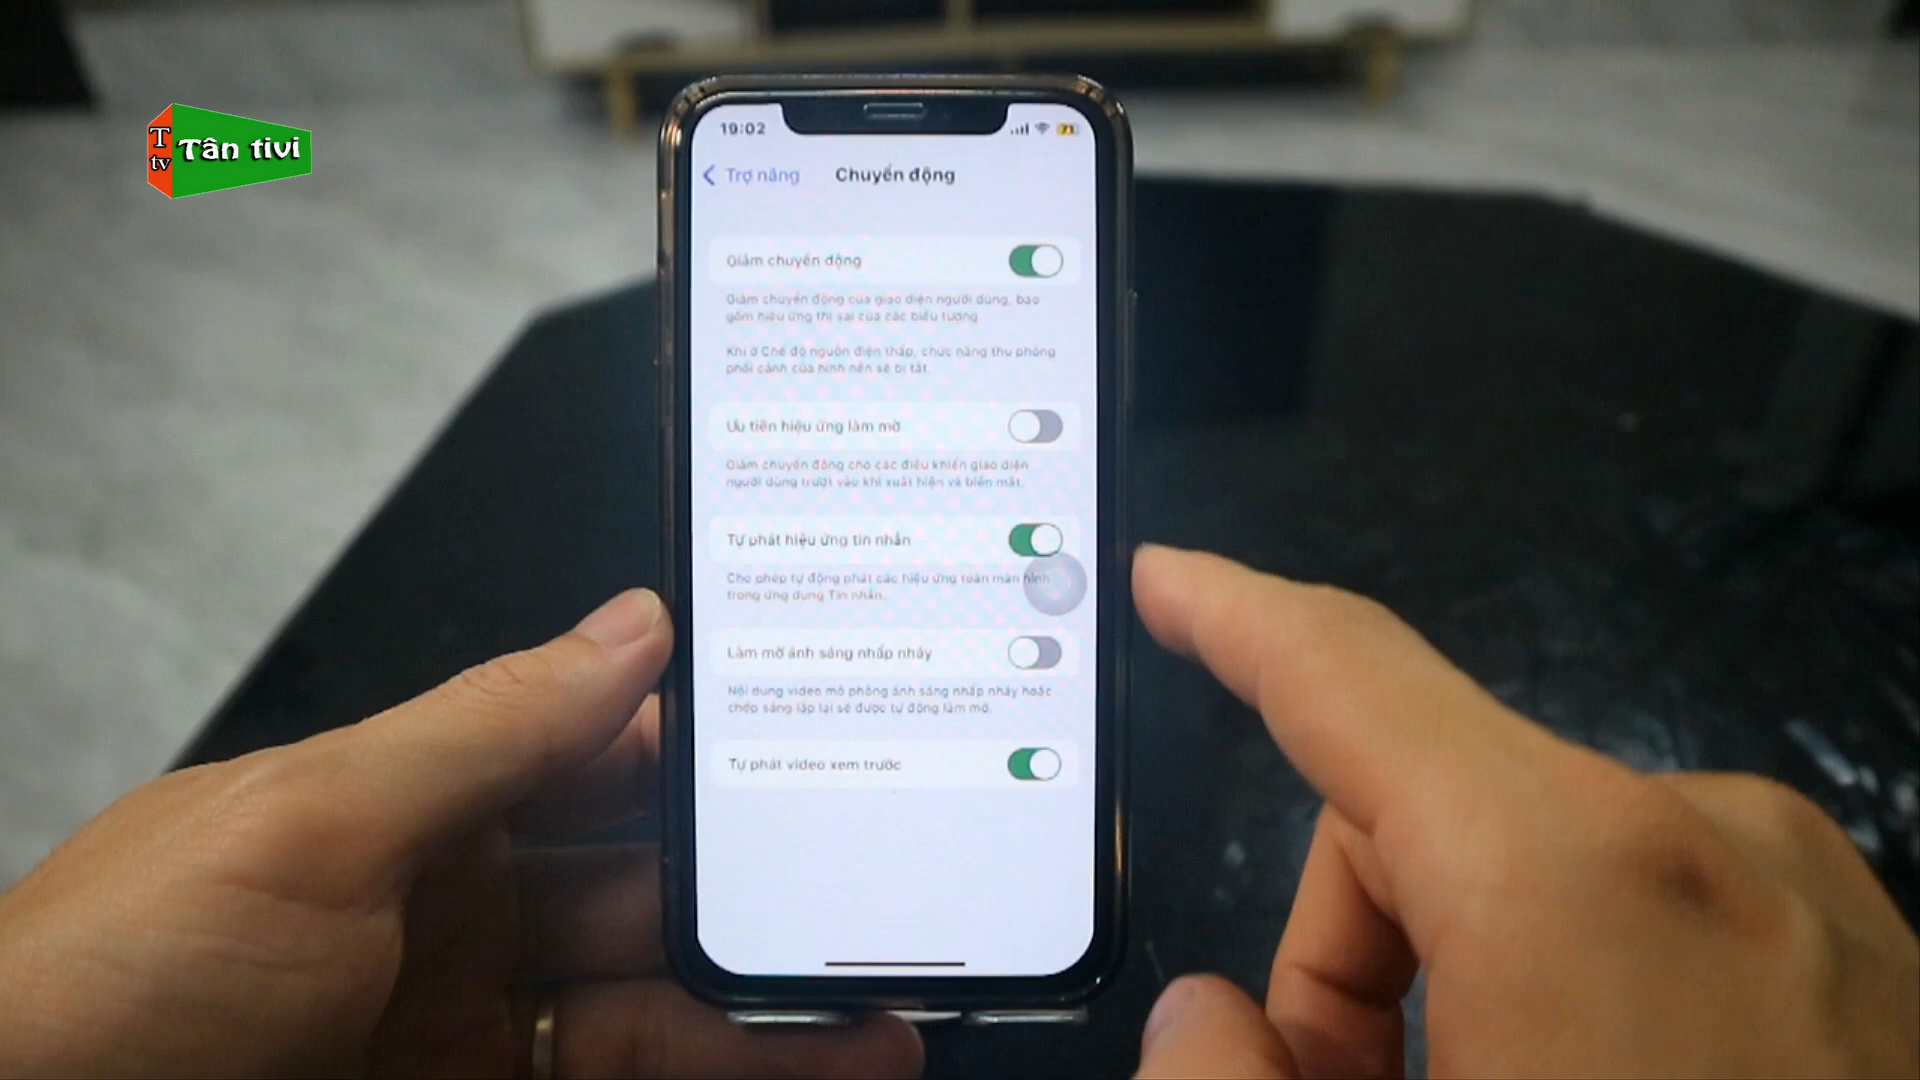 T
tv
Tân tivi
19:02
71
Trợ năng
Chuyển động
Giảm chuyển động
Giảm chuyển động của giao diện người dùng, bao
gồm hiệu ứng thị sai của các biểu tượng.
Khi ở Chế độ nguồn điện thấp, chức năng thu phóng
phối cảnh của hình nền sẽ bị tắt.
Ưu tiên hiệu ứng làm mờ
Giảm chuyển động cho các điều khiển giao diện
người dùng trượt vào khi xuất hiện và biến mất.
Tự phát hiệu ứng tin nhắn
Cho phép tự động phát các hiệu ứng toàn màn hình
trong ứng dụng Tin nhắn.
Làm mờ ánh sáng nhấp nháy
Nội dung video mô phỏng ánh sáng nhấp nháy hoặc
chớp sáng lặp lại sẽ được tự động làm mờ.
Tự phát video xem trước